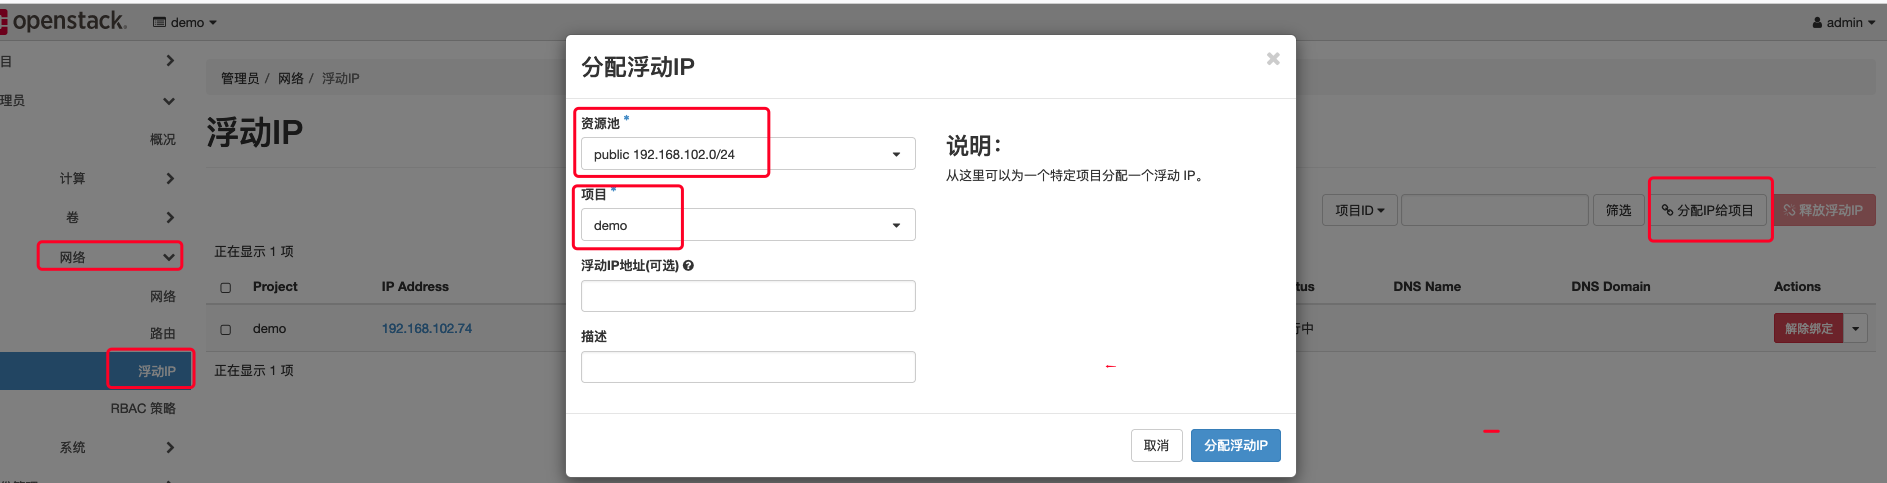 openstack.
demo
admin
目
理员
概况
计算
卷
网络
网络
路由
浮动IP
RBAC 策略
系统
管理员 / 网络 / 浮动IP
浮动IP
项目ID
筛选
分配IP给项目
释放浮动IP
正在显示 1 项
Project IP Address tus DNS Name DNS Domain Actions
demo 192.168.102.74 行中 解除绑定
正在显示 1 项
分配浮动IP
资源池 *
public 192.168.102.0/24
项目 *
demo
浮动IP地址(可选)
描述
说明：
从这里可以为一个特定项目分配一个浮动 IP。
取消
分配浮动IP